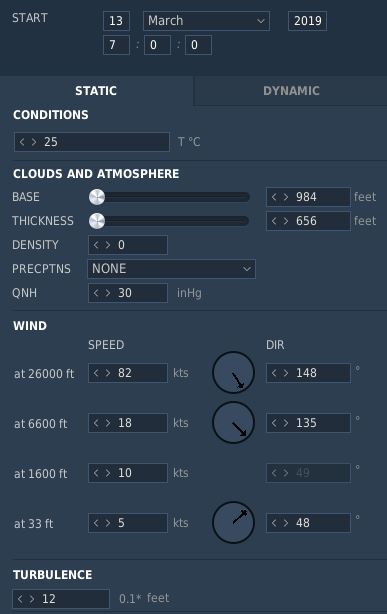 START 13 March 2019
7 : 0 : 0
STATIC DYNAMIC
CONDITIONS
< > 25 T °C
CLOUDS AND ATMOSPHERE
BASE < > 984 feet
THICKNESS < > 656 feet
DENSITY < > 0
PRECPTNS NONE
QNH < > 30 inHg
WIND
SPEED DIR
at 26000 ft < > 82 kts < > 148 °
at 6600 ft < > 18 kts < > 135 °
at 1600 ft < > 10 kts < > 49 °
at 33 ft < > 5 kts < > 48 °
TURBULENCE
< > 12 0.1* feet